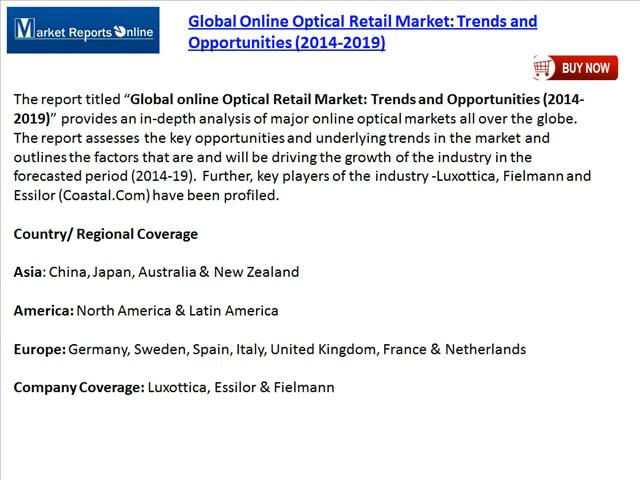 Market Reports Online
Global Online Optical Retail Market: Trends and
Opportunities (2014-2019)
BUY NOW
The report titled “Global online Optical Retail Market: Trends and Opportunities (2014-
2019)” provides an in-depth analysis of major online optical markets all over the globe.
The report assesses the key opportunities and underlying trends in the market and
outlines the factors that are and will be driving the growth of the industry in the
forecasted period (2014-19). Further, key players of the industry -Luxottica, Fielmann and
Essilor (Coastal.Com) have been profiled.
Country/ Regional Coverage
Asia: China, Japan, Australia & New Zealand
America: North America & Latin America
Europe: Germany, Sweden, Spain, Italy, United Kingdom, France & Netherlands
Company Coverage: Luxottica, Essilor & Fielmann